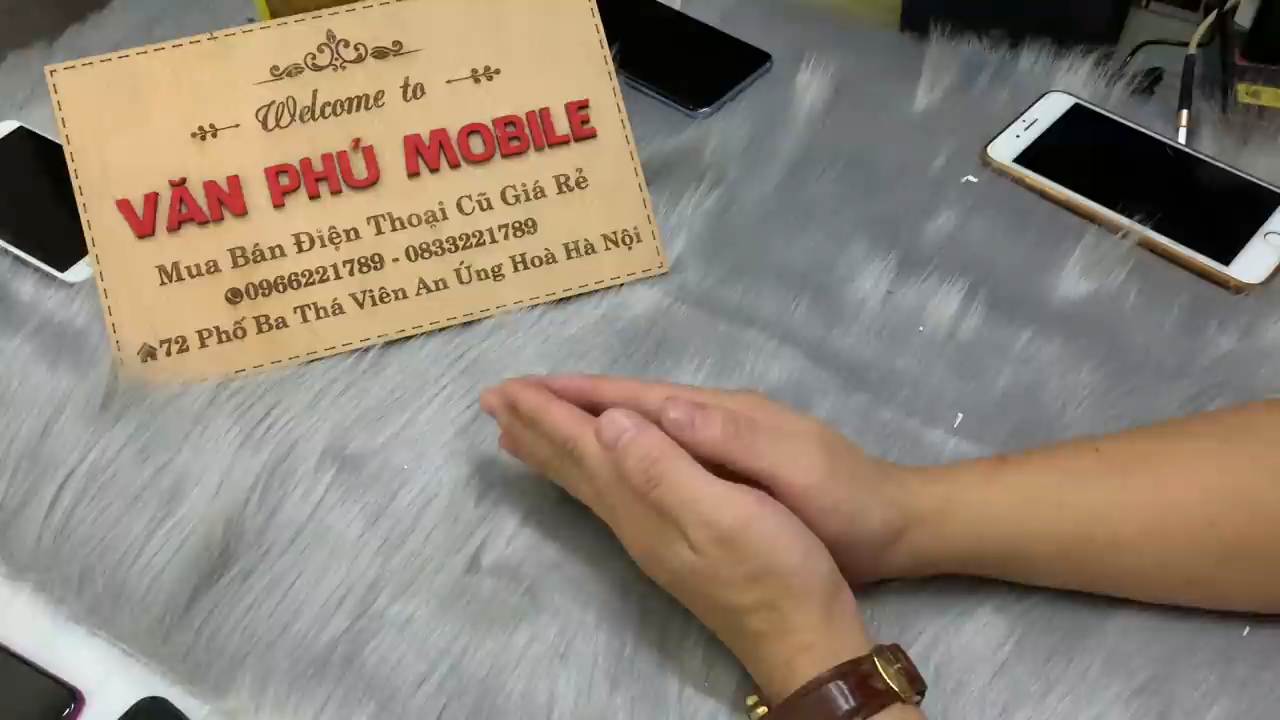 Welcome to
VĂN PHÚ MOBILE
Mua Bán Điện Thoại Cũ Giá Rẻ
0966221789 - 0833221789
72 Phố Ba Thá Viên An Ứng Hoà Hà Nội